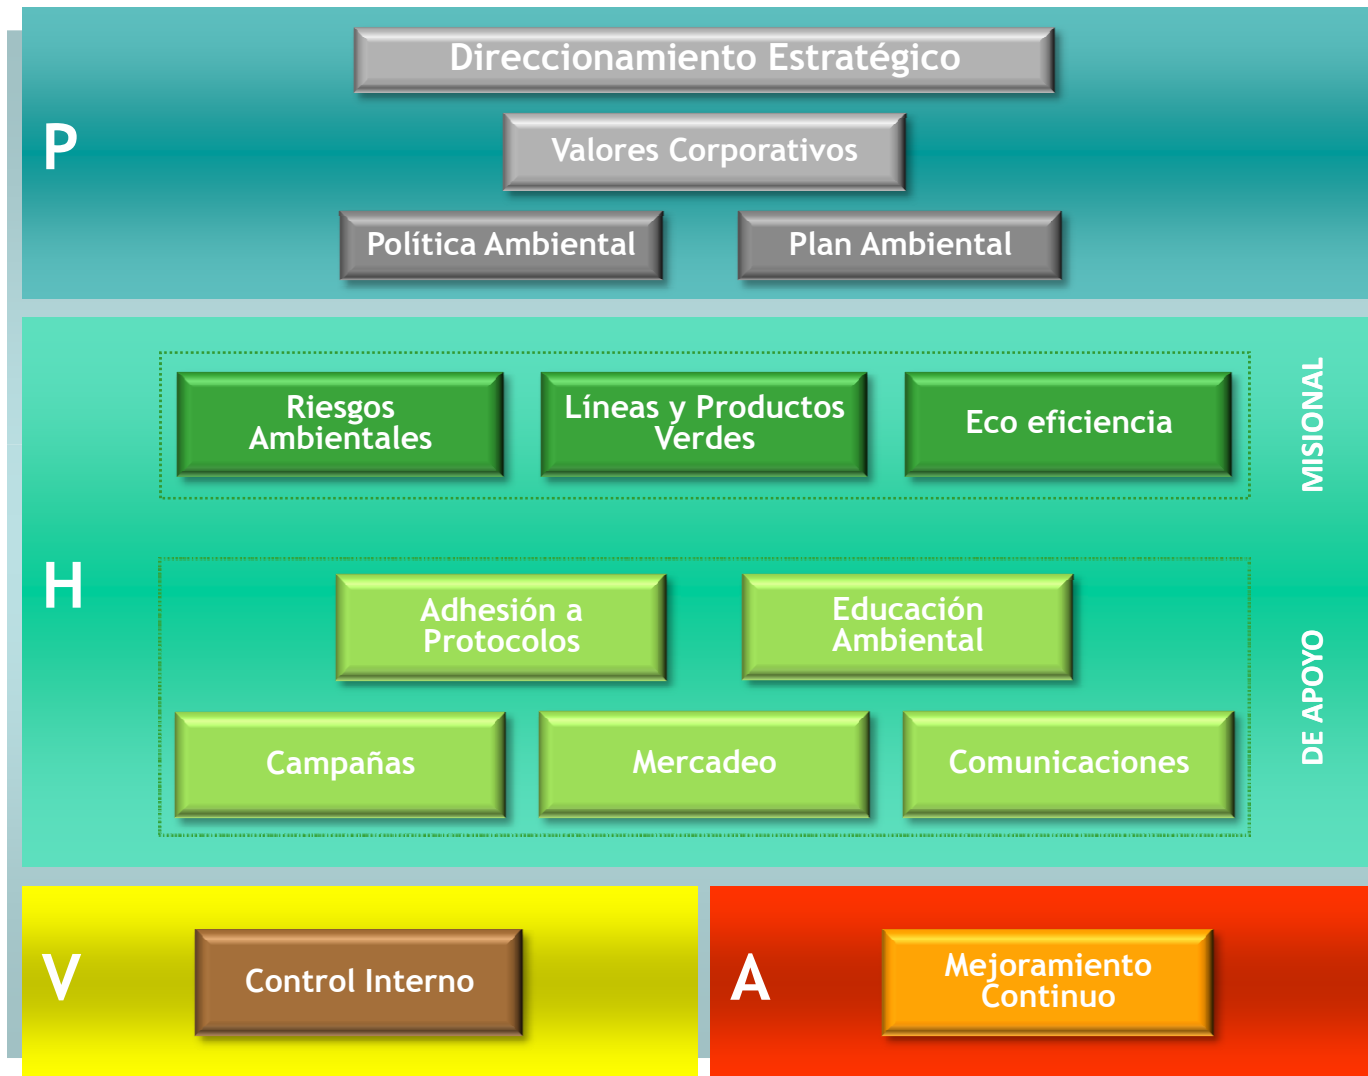 Direccionamiento Estratégico
P
Valores Corporativos
Política Ambiental
Plan Ambiental
Riesgos
Ambientales
Líneas y Productos
Verdes
Eco eficiencia
MISIONAL
H
Adhesión a
Protocolos
Educación
Ambiental
Campañas
Mercadeo
Comunicaciones
DE APOYO
V
Control Interno
A
Mejoramiento
Continuo